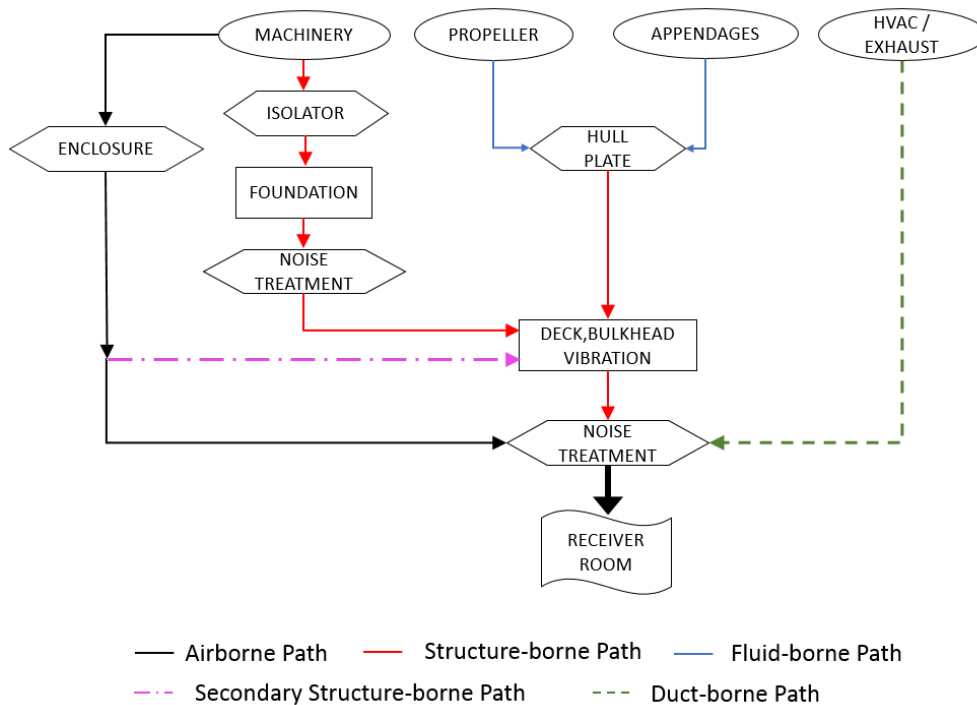 MACHINERY
PROPELLER
APPENDAGES
HVAC /
EXHAUST
ISOLATOR
ENCLOSURE
HULL
PLATE
FOUNDATION
NOISE
TREATMENT
DECK,BULKHEAD
VIBRATION
NOISE
TREATMENT
RECEIVER
ROOM
Airborne Path
Structure-borne Path
Fluid-borne Path
Secondary Structure-borne Path
Duct-borne Path